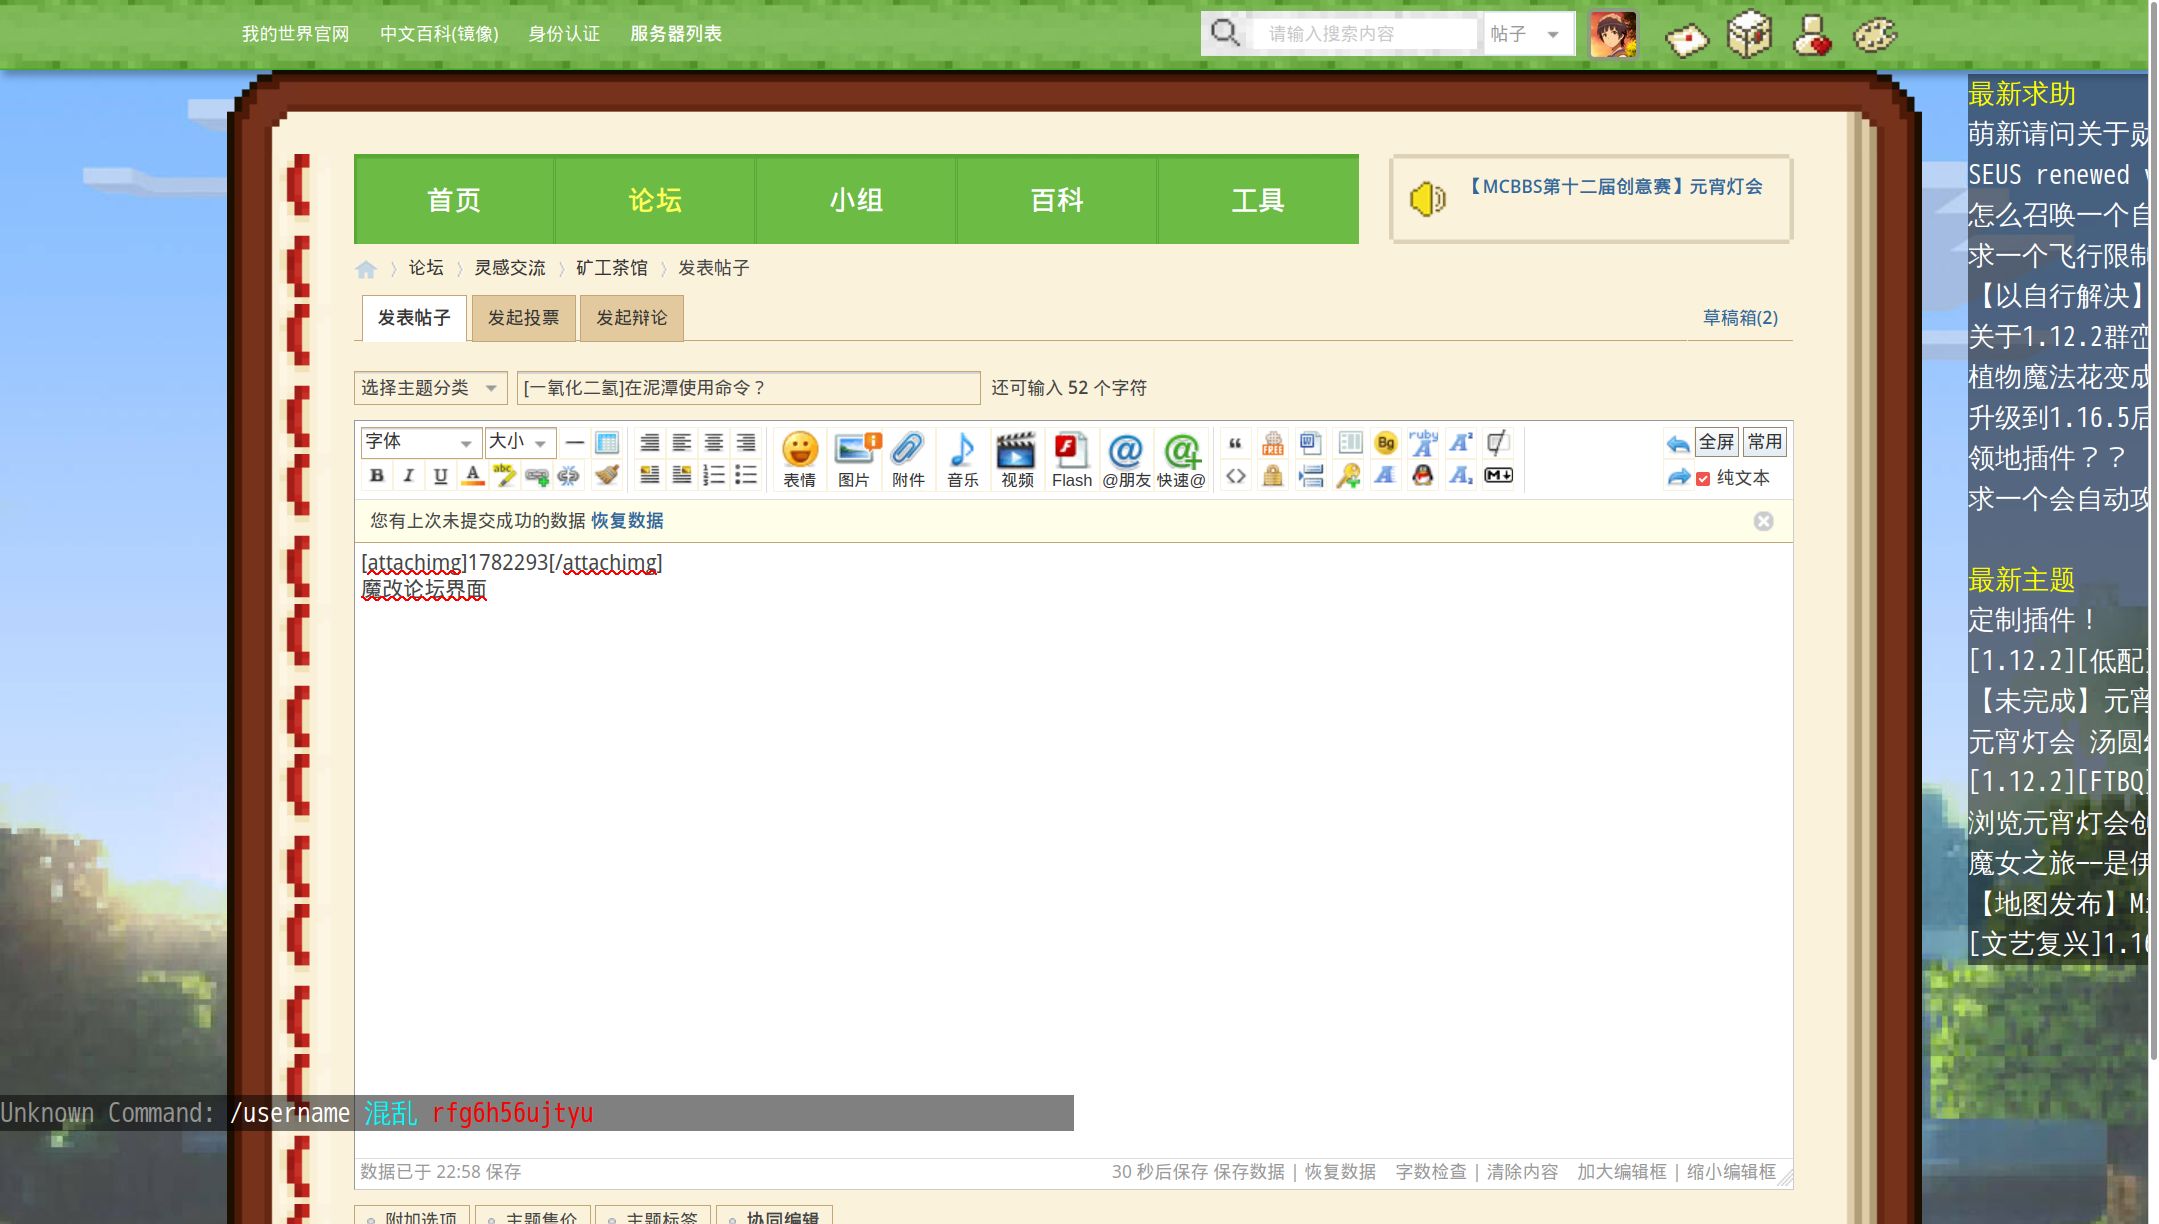 我的世界官网 中文百科(镜像) 身份认证 服务器列表 请输入搜索内容 帖子
首页 论坛 小组 百科 工具
【MCBBS第十二届创意赛】元宵灯会
论坛 灵感交流 矿工茶馆 发表帖子
发表帖子 发起投票 发起辩论 草稿箱(2)
选择主题分类 [一氧化二氢]在泥潭使用命令？ 还可输入 52 个字符
字体 大小 全屏 常用
表情 图片 附件 音乐 视频 Flash @朋友 快速@ 纯文本
您有上次未提交成功的数据 恢复数据
[attachimg]1782293[/attachimg]
魔改论坛界面
Unknown Command: /username 混乱 rfg6h56ujtyu
数据已于 22:58 保存 30 秒后保存 保存数据 | 恢复数据 字数检查 | 清除内容 加大编辑框 | 缩小编辑框
附加选项 主题售价 主题标签 协同编辑
最新求助
萌新请问关于勋
SEUS renewed
怎么召唤一个自
求一个飞行限制
【以自行解决】
关于1.12.2群峦
植物魔法花变成
升级到1.16.5后
领地插件？？
求一个会自动攻
最新主题
定制插件！
[1.12.2][低配]
【未完成】元宵
元宵灯会 汤圆
[1.12.2][FTBQ]
浏览元宵灯会创
魔女之旅——是伊
【地图发布】Mi
[文艺复兴]1.16